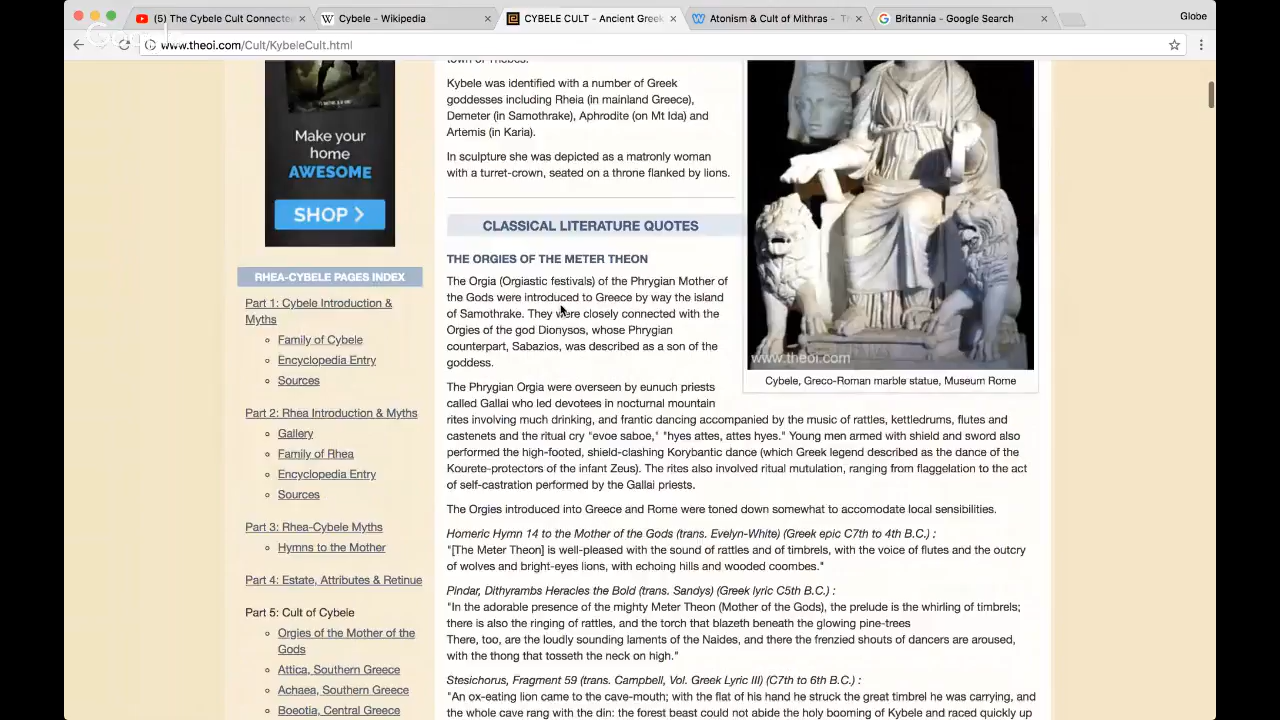 (5) The Cybele Cult Connecte
Cybele - Wikipedia
CYBELE CULT - Ancient Greek
Atonism & Cult of Mithras - T
Britannia - Google Search
Globe
www.theoi.com/Cult/KybeleCult.html
Make your
home
AWESOME
SHOP >
RHEA-CYBELE PAGES INDEX
Part 1: Cybele Introduction &
Myths
Family of Cybele
Encyclopedia Entry
Sources
Part 2: Rhea Introduction & Myths
Gallery
Family of Rhea
Encyclopedia Entry
Sources
Part 3: Rhea-Cybele Myths
Hymns to the Mother
Part 4: Estate, Attributes & Retinue
Part 5: Cult of Cybele
Orgies of the Mother of the
Gods
Attica, Southern Greece
Achaea, Southern Greece
Boeotia, Central Greece
town of Thebes.
Kybele was identified with a number of Greek
goddesses including Rheia (in mainland Greece),
Demeter (in Samothrake), Aphrodite (on Mt Ida) and
Artemis (in Karia).
In sculpture she was depicted as a matronly woman
with a turret-crown, seated on a throne flanked by lions.
www.theoi.com
Cybele, Greco-Roman marble statue, Museum Rome
CLASSICAL LITERATURE QUOTES
THE ORGIES OF THE METER THEON
The Orgia (Orgiastic festivals) of the Phrygian Mother of
the Gods were introduced to Greece by way the island
of Samothrake. They were closely connected with the
Orgies of the god Dionysos, whose Phrygian
counterpart, Sabazios, was described as a son of the
goddess.
The Phrygian Orgia were overseen by eunuch priests
called Gallai who led devotees in nocturnal mountain
rites involving much drinking, and frantic dancing accompanied by the music of rattles, kettledrums, flutes and
castenets and the ritual cry "evoe saboe," "hyes attes, attes hyes." Young men armed with shield and sword also
performed the high-footed, shield-clashing Korybantic dance (which Greek legend described as the dance of the
Kourete-protectors of the infant Zeus). The rites also involved ritual mutulation, ranging from flaggelation to the act
of self-castration performed by the Gallai priests.
The Orgies introduced into Greece and Rome were toned down somewhat to accomodate local sensibilities.
Homeric Hymn 14 to the Mother of the Gods (trans. Evelyn-White) (Greek epic C7th to 4th B.C.) :
"[The Meter Theon] is well-pleased with the sound of rattles and of timbrels, with the voice of flutes and the outcry
of wolves and bright-eyes lions, with echoing hills and wooded coombes."
Pindar, Dithyrambs Heracles the Bold (trans. Sandys) (Greek lyric C5th B.C.) :
"In the adorable presence of the mighty Meter Theon (Mother of the Gods), the prelude is the whirling of timbrels;
there is also the ringing of rattles, and the torch that blazeth beneath the glowing pine-trees
There, too, are the loudly sounding laments of the Naides, and there the frenzied shouts of dancers are aroused,
with the thong that tosseth the neck on high."
Stesichorus, Fragment 59 (trans. Campbell, Vol. Greek Lyric III) (C7th to 6th B.C.) :
"An ox-eating lion came to the cave-mouth; with the flat of his hand he struck the great timbrel he was carrying, and
the whole cave rang with the din: the forest beast could not abide the holy booming of Kybele and raced quickly up